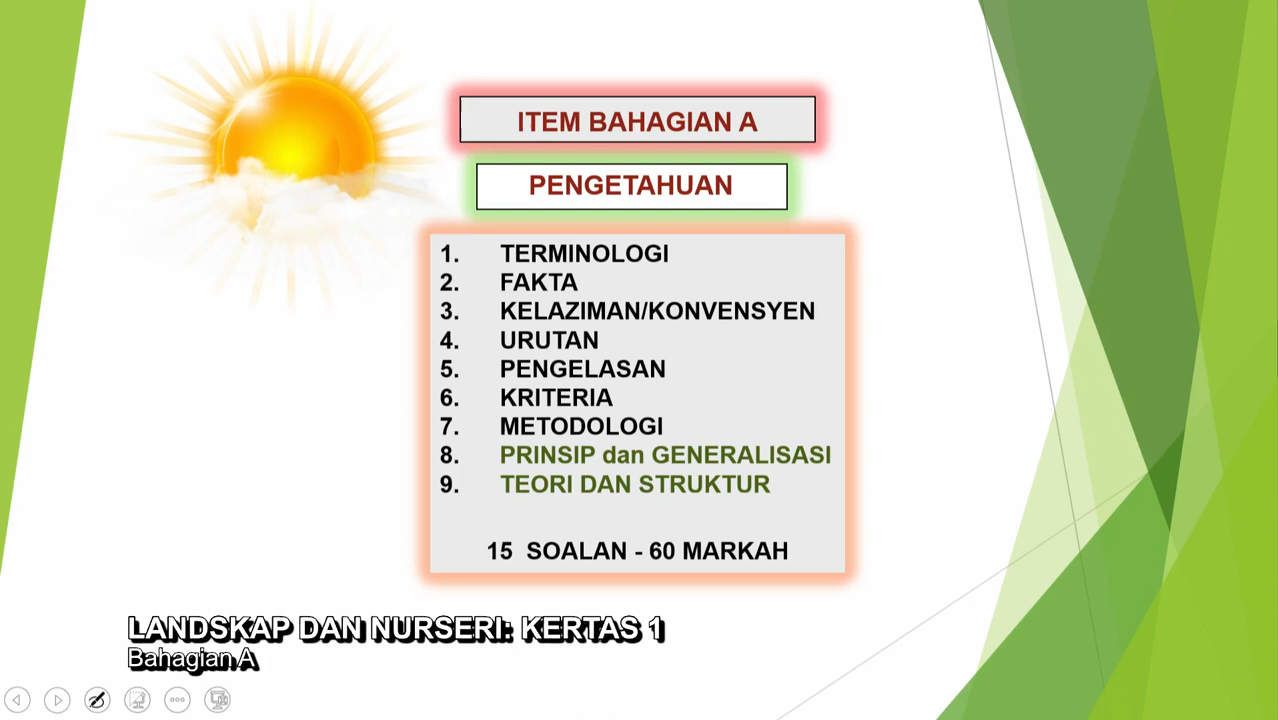 ITEM BAHAGIAN A
PENGETAHUAN
1. TERMINOLOGI
2. FAKTA
3. KELAZIMAN/KONVENSYEN
4. URUTAN
5. PENGELASAN
6. KRITERIA
7. METODOLOGI
8. PRINSIP dan GENERALISASI
9. TEORI DAN STRUKTUR
15 SOALAN - 60 MARKAH
LANDSKAP DAN NURSERI: KERTAS 1
Bahagian A